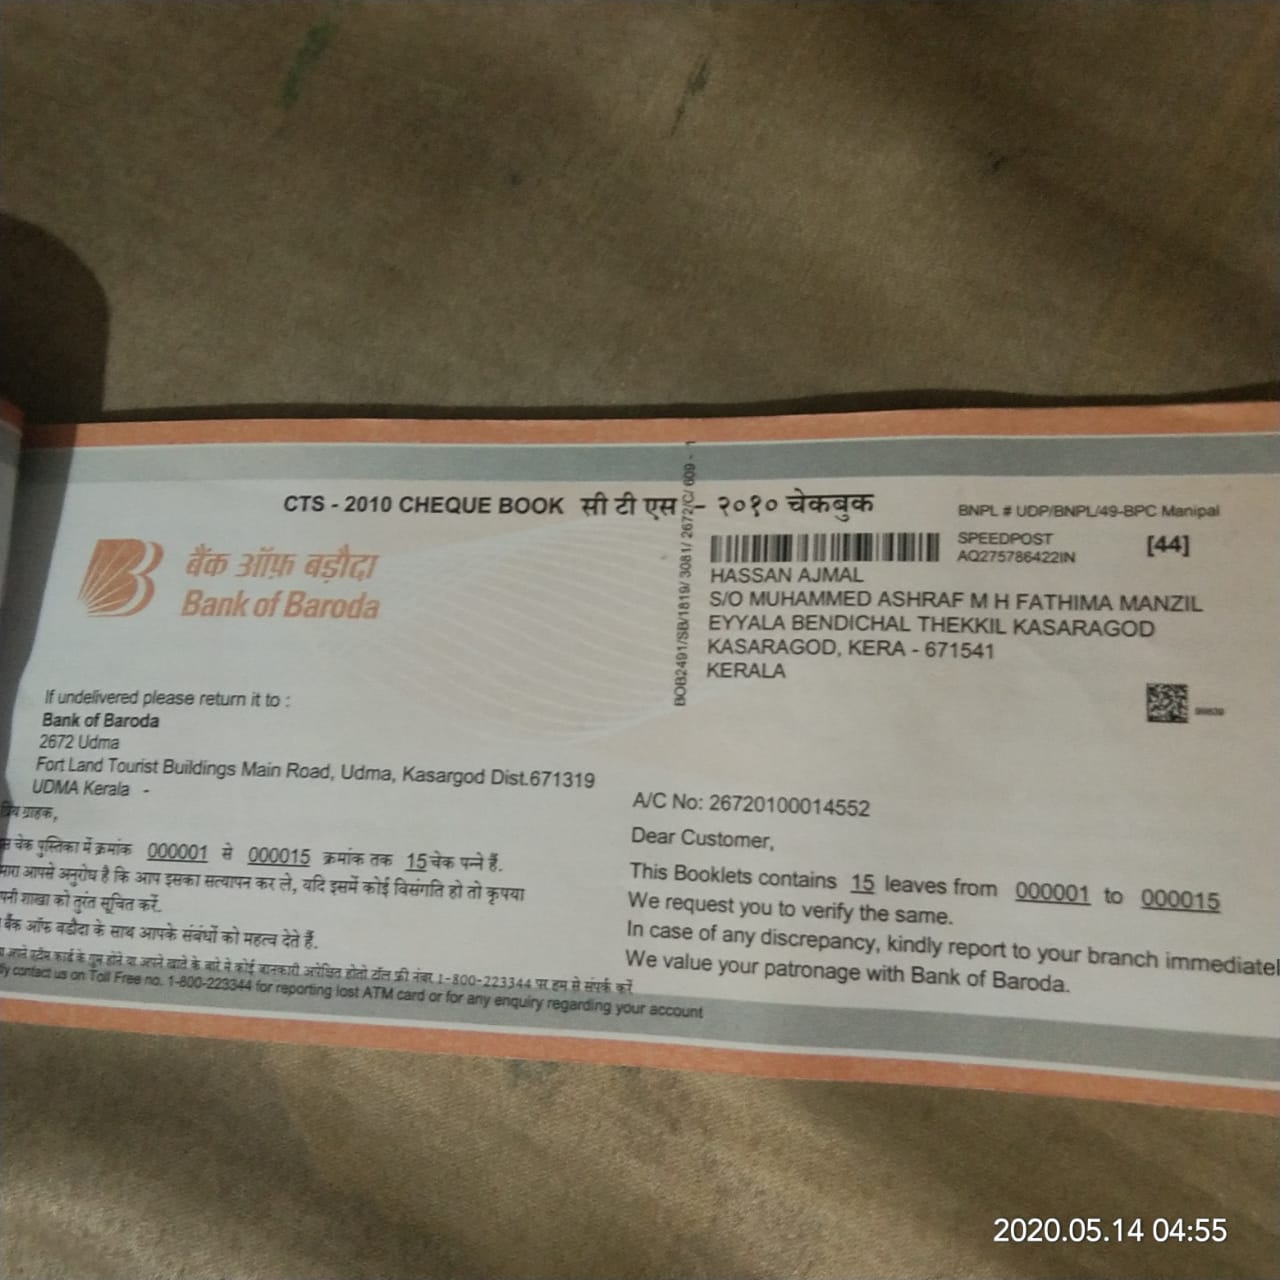 CTS - 2010 CHEQUE BOOK सी टी एस - २०१० चेकबुक
BNPL # UDP/BNPL/49-BPC Manipal
SPEEDPOST
AQ275786422IN
[44]
बैंक ऑफ़ बड़ौदा
Bank of Baroda
HASSAN AJMAL
S/O MUHAMMED ASHRAF M H FATHIMA MANZIL
EYYALA BENDICHAL THEKKIL KASARAGOD
KASARAGOD, KERA - 671541
KERALA
BOB2491/SB/1819/ 3081/ 2672/C/ 609 - 1
If undelivered please return it to :
Bank of Baroda
2672 Udma
Fort Land Tourist Buildings Main Road, Udma, Kasargod Dist.671319
UDMA Kerala -
ग्राहक,
चेक पुस्तिका में क्रमांक 000001 से 000015 क्रमांक तक 15 चेक पन्ने हैं.
आपसे अनुरोध है कि आप इसका सत्यापन कर ले, यदि इसमें कोई विसंगति हो तो कृपया
शाखा को तुरंत सूचित करें.
बैंक ऑफ़ बडौदा के साथ आपके संबंधों को महत्व देते हैं.
कार्ड के गुम होने या अपने खाते के बारे में कोई जानकारी अपेक्षित हो तो टॉल फ्री नंबर 1-800-223344 पर हम से संपर्क करें
contact us on Toll Free no. 1-800-223344 for reporting lost ATM card or for any enquiry regarding your account
A/C No: 26720100014552
Dear Customer,
This Booklets contains 15 leaves from 000001 to 000015
We request you to verify the same.
In case of any discrepancy, kindly report to your branch immediatel
We value your patronage with Bank of Baroda.
2020.05.14 04:55